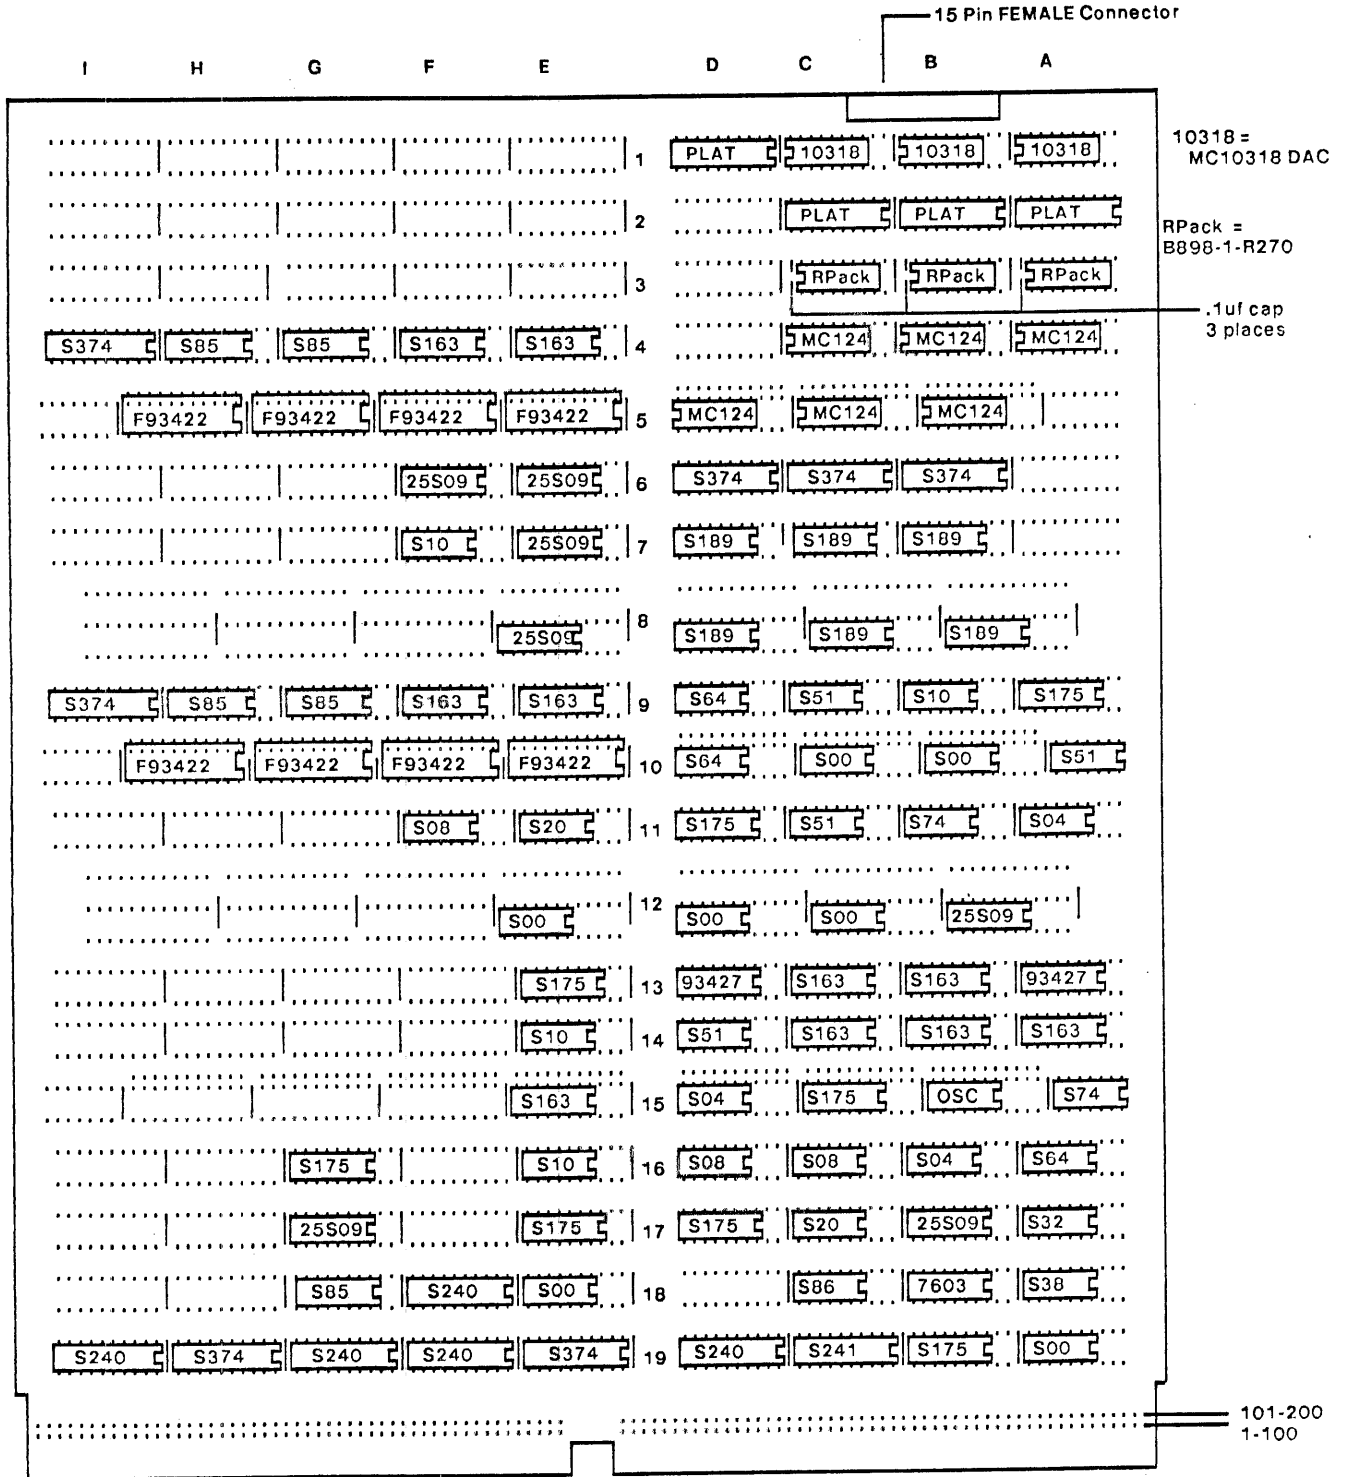 15 Pin FEMALE Connector
I H G F E D C B A
1 PLAT 10318 10318 10318
10318 =
MC10318 DAC
2 PLAT PLAT PLAT
RPack =
B898-1-R270
3 RPack RPack RPack
.1uf cap
3 places
S374 S85 S85 S163 S163 4 MC124 MC124 MC124
F93422 F93422 F93422 F93422 5 MC124 MC124 MC124
25S09 25S09 6 S374 S374 S374
S10 25S09 7 S189 S189 S189
25S09 8 S189 S189 S189
S374 S85 S85 S163 S163 9 S64 S51 S10 S175
F93422 F93422 F93422 F93422 10 S64 S00 S00 S51
S08 S20 11 S175 S51 S74 S04
S00 12 S00 S00 25S09
S175 13 93427 S163 S163 93427
S10 14 S51 S163 S163 S163
S163 15 S04 S175 OSC S74
S175 S10 16 S08 S08 S04 S64
25S09 S175 17 S175 S20 25S09 S32
S85 S240 S00 18 S86 7603 S38
S240 S374 S240 S240 S374 19 S240 S241 S175 S00
101-200
1-100